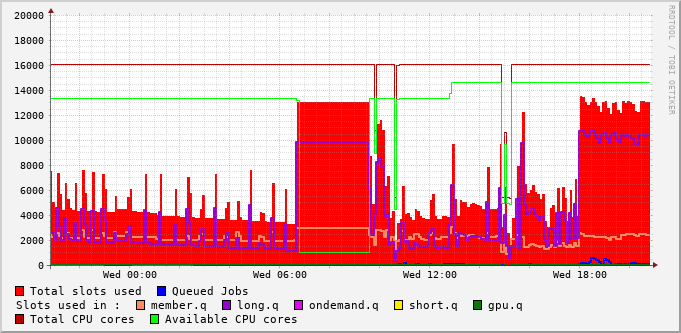 20000
18000
16000
14000
12000
10000
8000
6000
4000
2000
0
Wed 00:00 Wed 06:00 Wed 12:00 Wed 18:00
Total slots used Queued Jobs
Slots used in : member.q long.q ondemand.q short.q gpu.q
Total CPU cores Available CPU cores
RRDTOOL / TOBI OETIKER